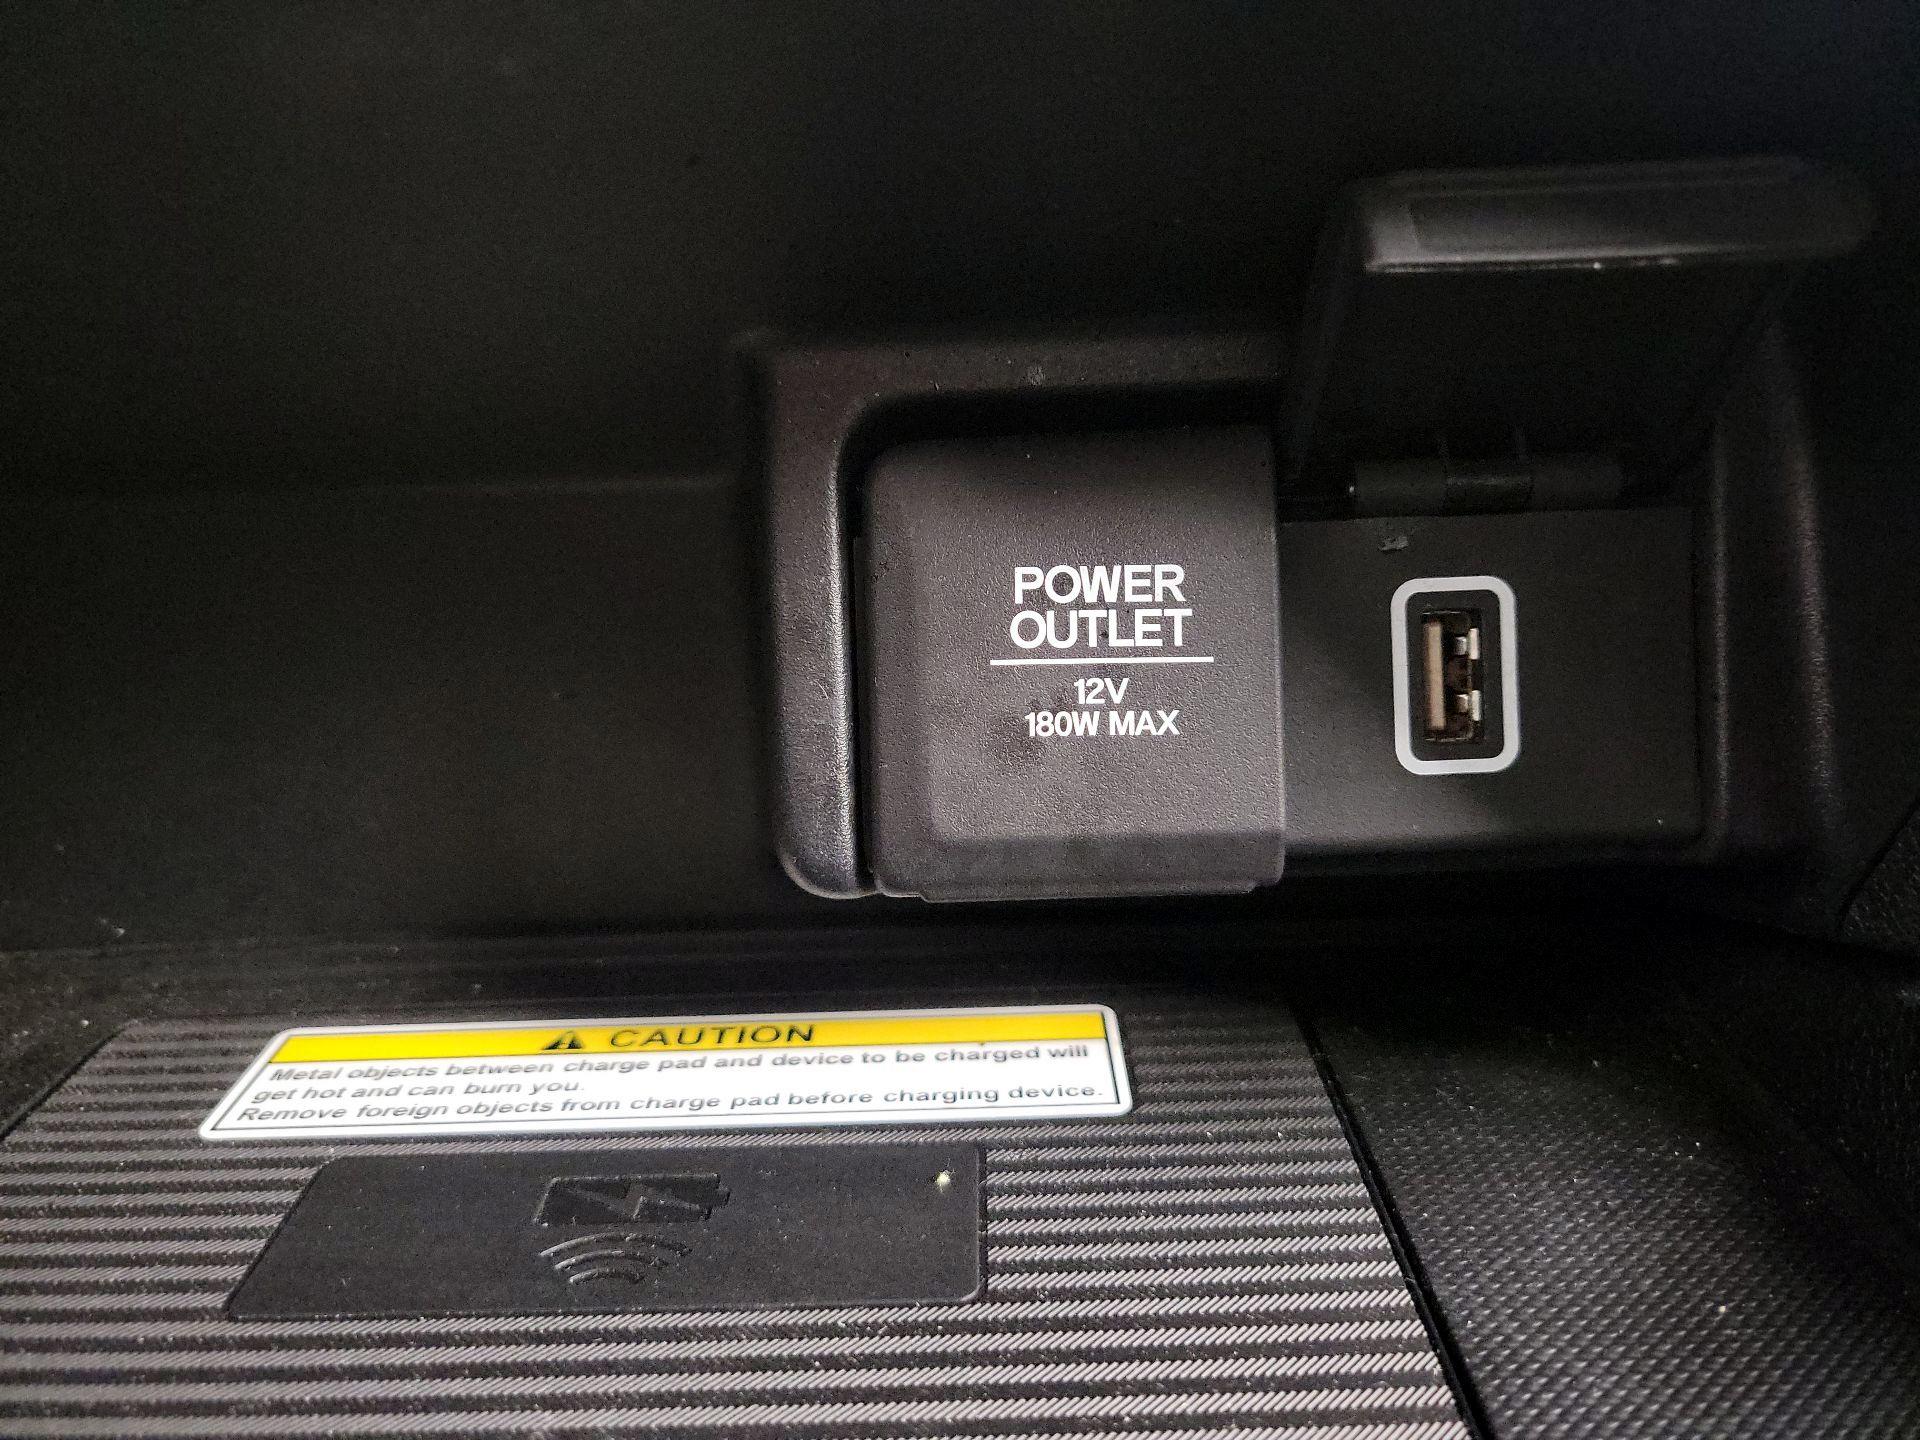 POWER
OUTLET
12V
180W MAX
CAUTION
Metal objects between charge pad and device to be charged will
get hot and can burn you.
Remove foreign objects from charge pad before charging device.